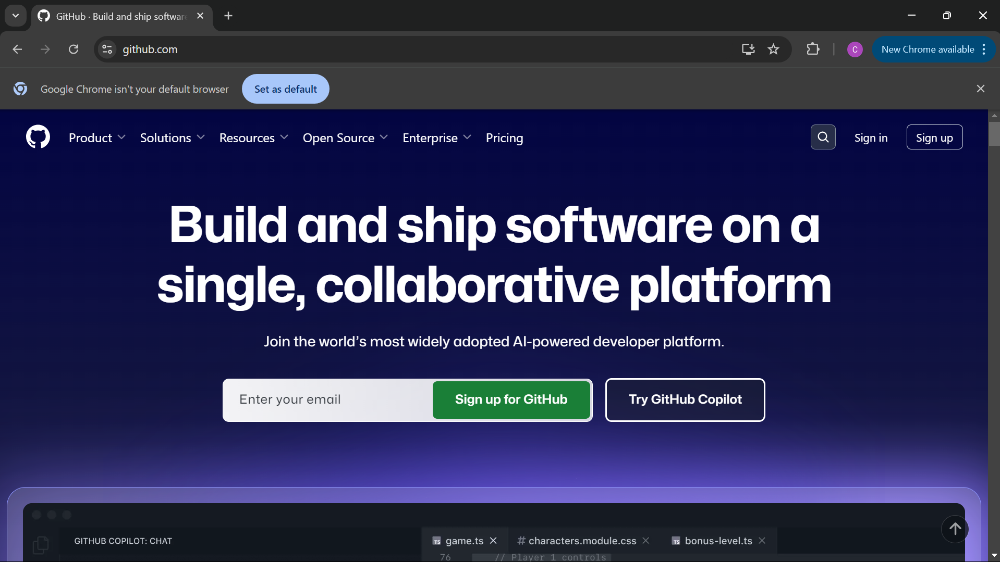 GitHub · Build and ship software
github.com
C
New Chrome available
Google Chrome isn't your default browser
Set as default
Product
Solutions
Resources
Open Source
Enterprise
Pricing
Sign in
Sign up
Build and ship software on a
single, collaborative platform
Join the world’s most widely adopted AI-powered developer platform.
Enter your email
Sign up for GitHub
Try GitHub Copilot
GITHUB COPILOT: CHAT
TS game.ts
# characters.module.css
TS bonus-level.ts
76 // Player 1 controls